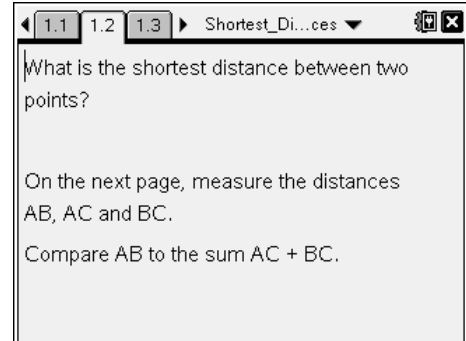 1.1 1.2 1.3 Shortest_Di...ces
What is the shortest distance between two
points?
On the next page, measure the distances
AB, AC and BC.
Compare AB to the sum AC + BC.